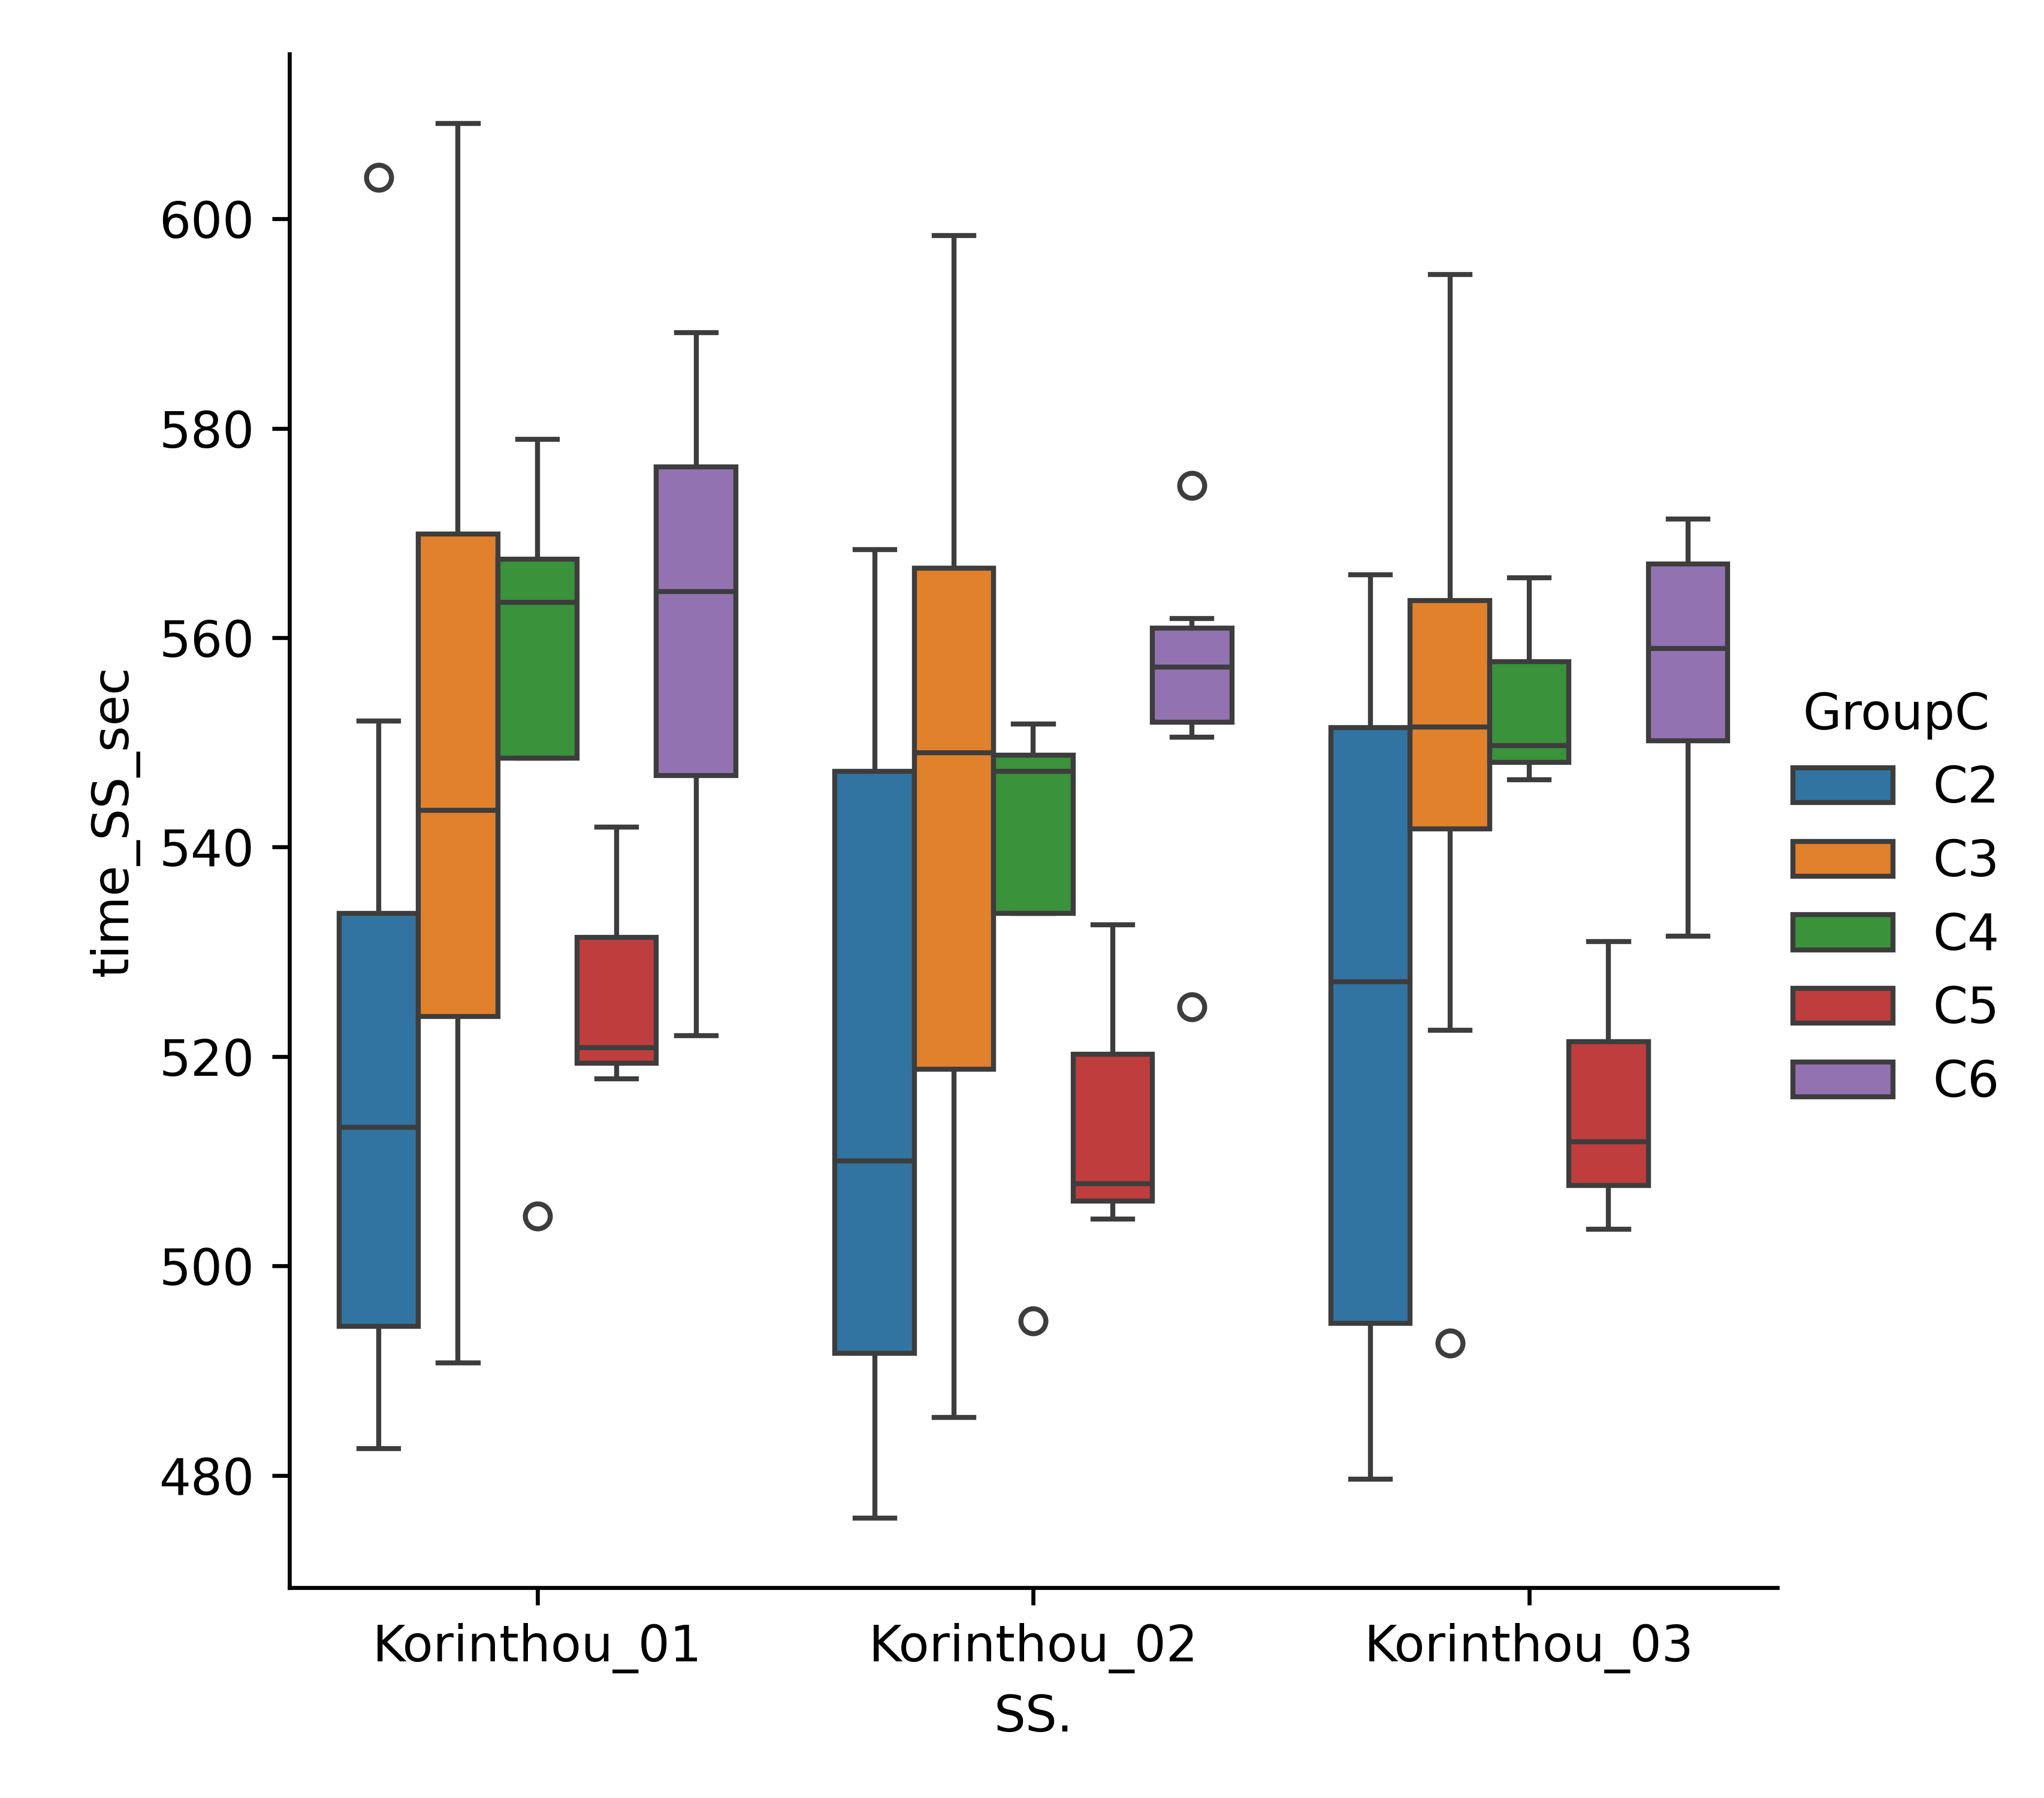 time_SS_sec
600
580
560
540
520
500
480
Korinthou_01
Korinthou_02
Korinthou_03
SS.
GroupC
C2
C3
C4
C5
C6